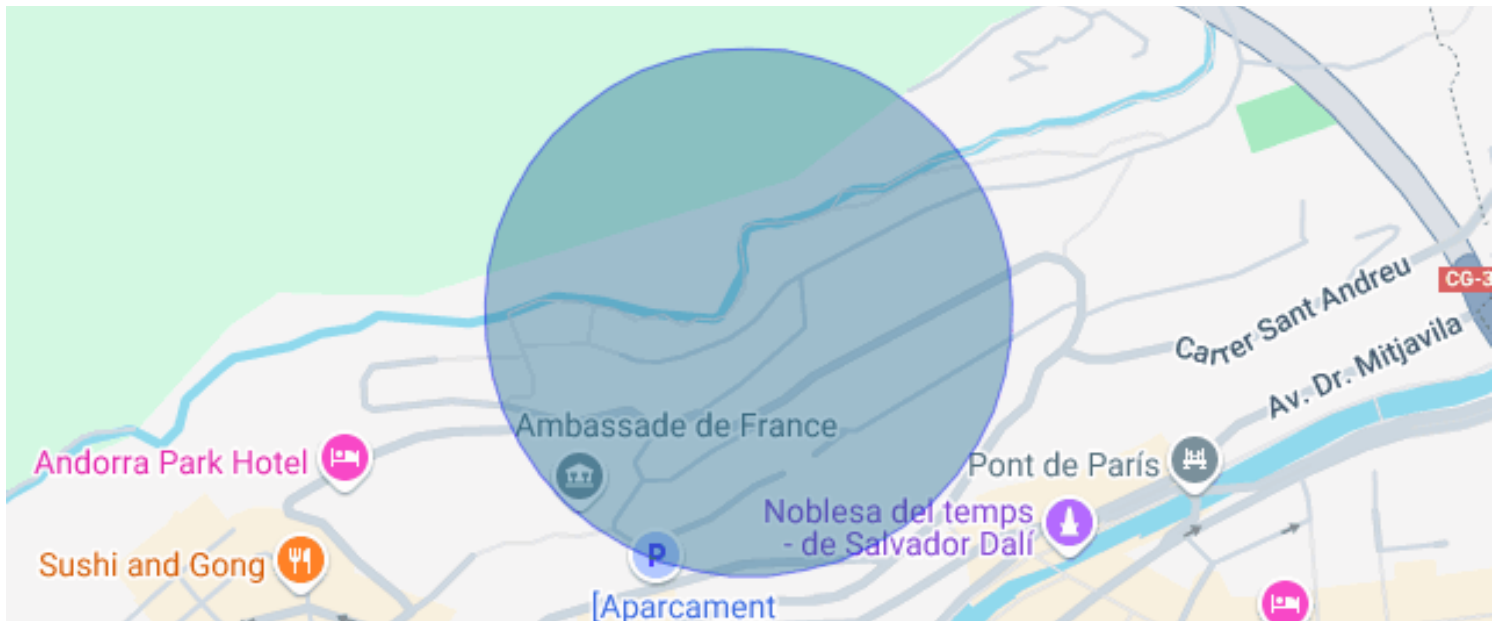 CG-3
Carrer Sant Andreu
Av. Dr. Mitjavila
Ambassade de France
Andorra Park Hotel
Pont de París
Noblesa del temps
- de Salvador Dalí
P
Sushi and Gong
[Aparcament